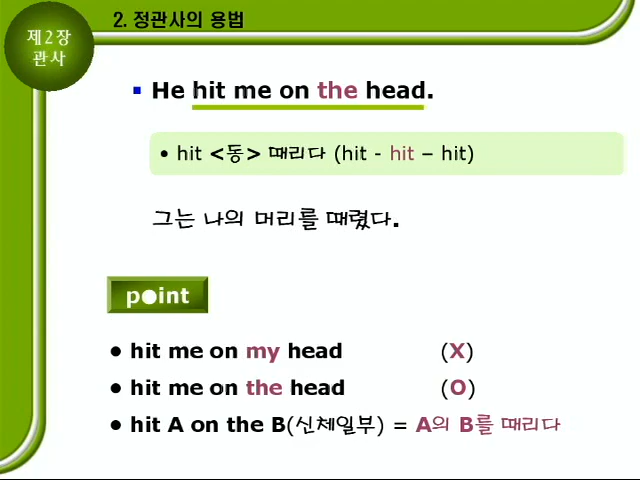 제2장
관사
2. 정관사의 용법
▪ He hit me on the head.
• hit <동> 때리다 (hit - hit – hit)
그는 나의 머리를 때렸다.
point
• hit me on my head (X)
• hit me on the head (O)
• hit A on the B(신체일부) = A의 B를 때리다